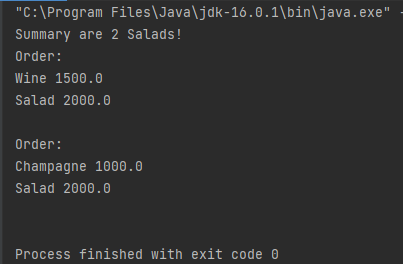 "C:\Program Files\Java\jdk-16.0.1\bin\java.exe" -
Summary are 2 Salads!
Order:
Wine 1500.0
Salad 2000.0
Order:
Champagne 1000.0
Salad 2000.0
Process finished with exit code 0